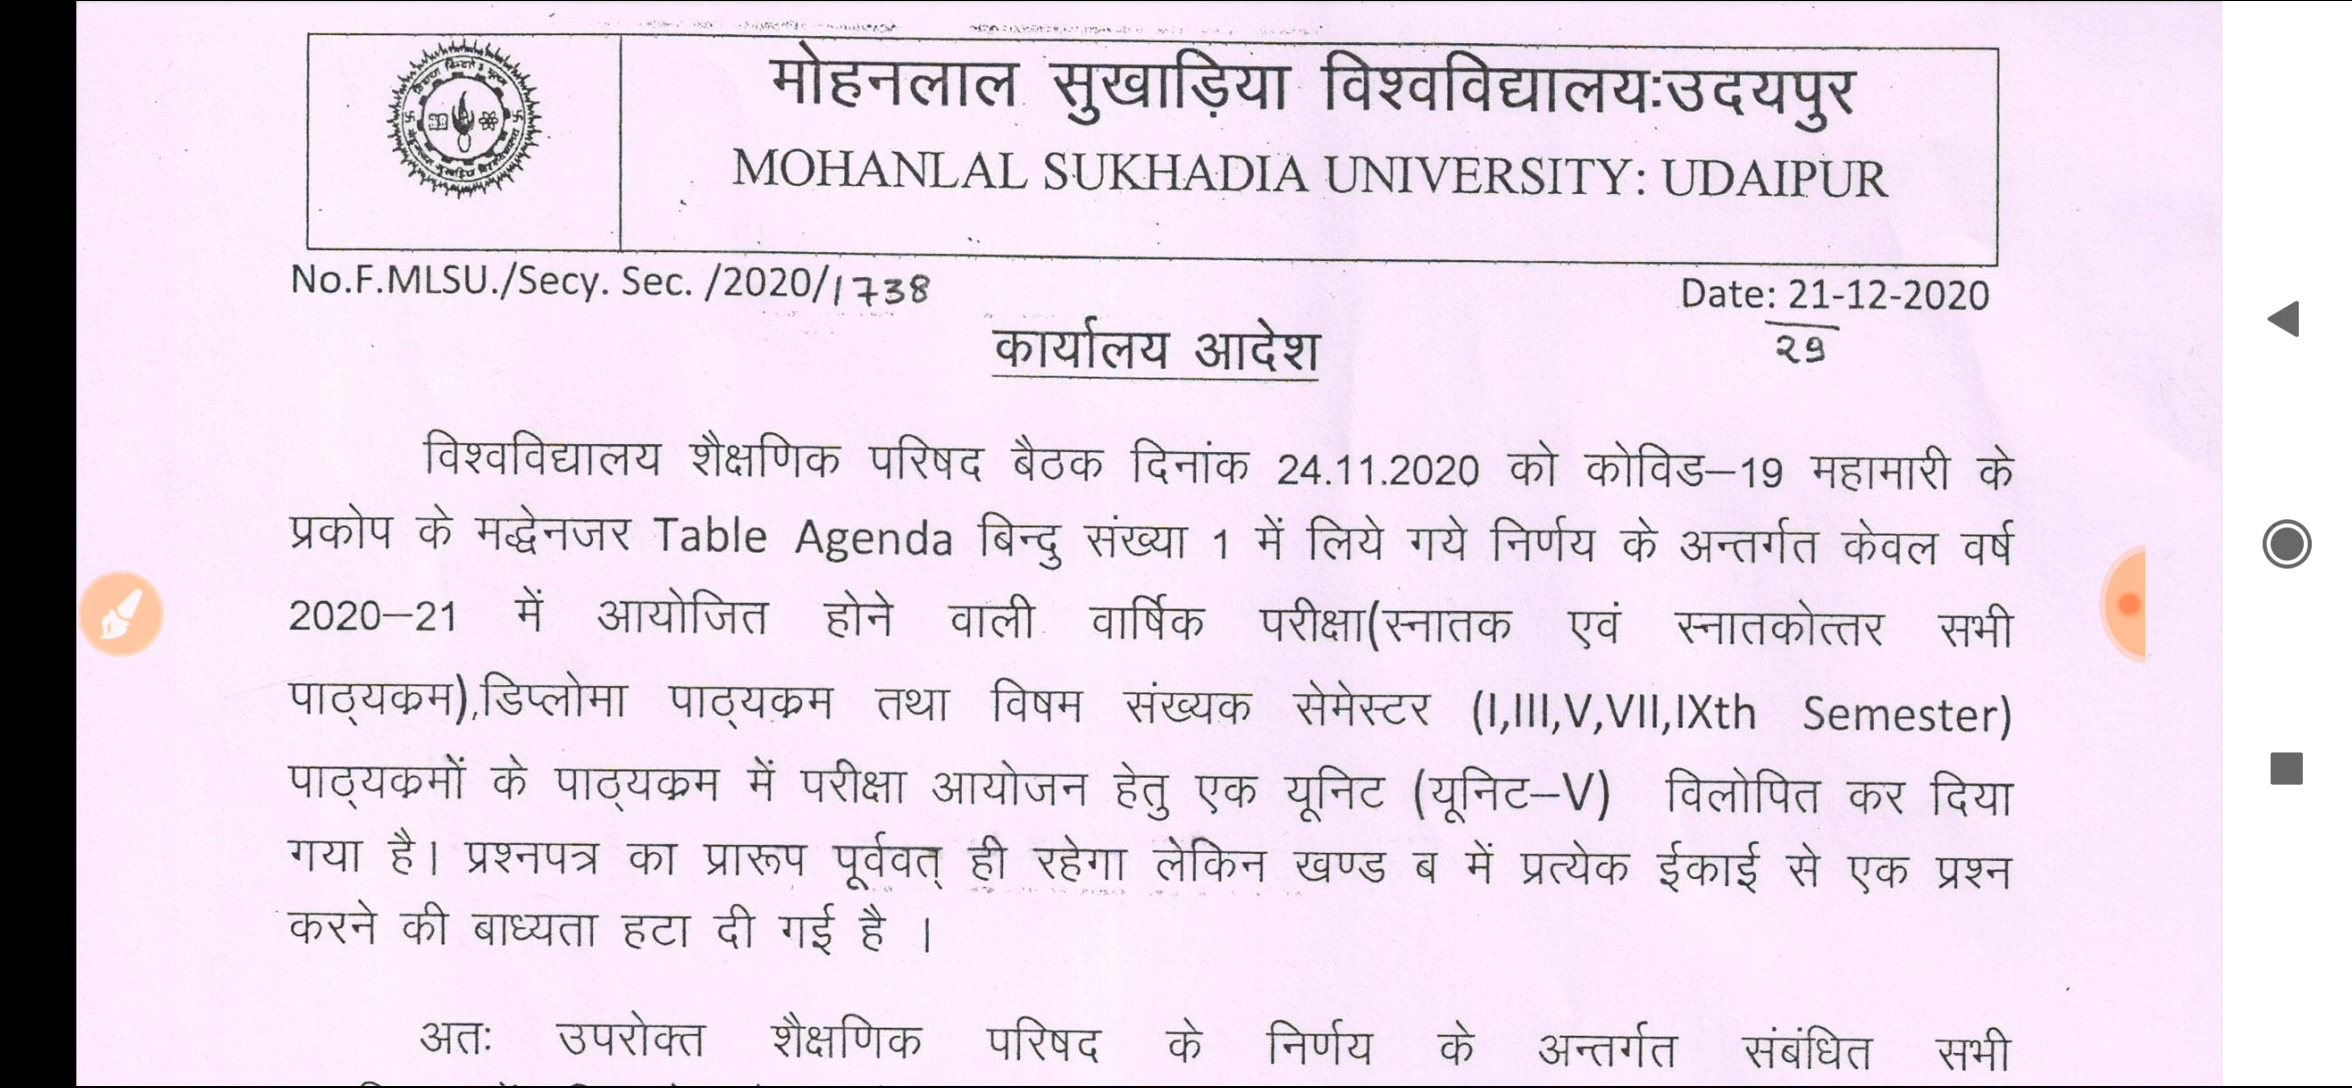 मोहनलाल सुखाड़िया विश्वविद्यालय:उदयपुर
MOHANLAL SUKHADIA UNIVERSITY: UDAIPUR
No.F.MLSU./Secy. Sec. /2020/1738
Date: 21-12-2020
29
कार्यालय आदेश
विश्वविद्यालय शैक्षणिक परिषद बैठक दिनांक 24.11.2020 को कोविड–19 महामारी के
प्रकोप के मद्धेनजर Table Agenda बिन्दु संख्या 1 में लिये गये निर्णय के अन्तर्गत केवल वर्ष
2020–21 में आयोजित होने वाली वार्षिक परीक्षा(स्नातक एवं स्नातकोत्तर सभी
पाठ्यक्रम),डिप्लोमा पाठ्यक्रम तथा विषम संख्यक सेमेस्टर (I,III,V,VII,IXth Semester)
पाठ्यक्रमों के पाठ्यक्रम में परीक्षा आयोजन हेतु एक यूनिट (यूनिट–V) विलोपित कर दिया
गया है। प्रश्नपत्र का प्रारूप पूर्ववत् ही रहेगा लेकिन खण्ड ब में प्रत्येक ईकाई से एक प्रश्न
करने की बाध्यता हटा दी गई है ।
अतः उपरोक्त शैक्षणिक परिषद के निर्णय के अन्तर्गत संबंधित सभी